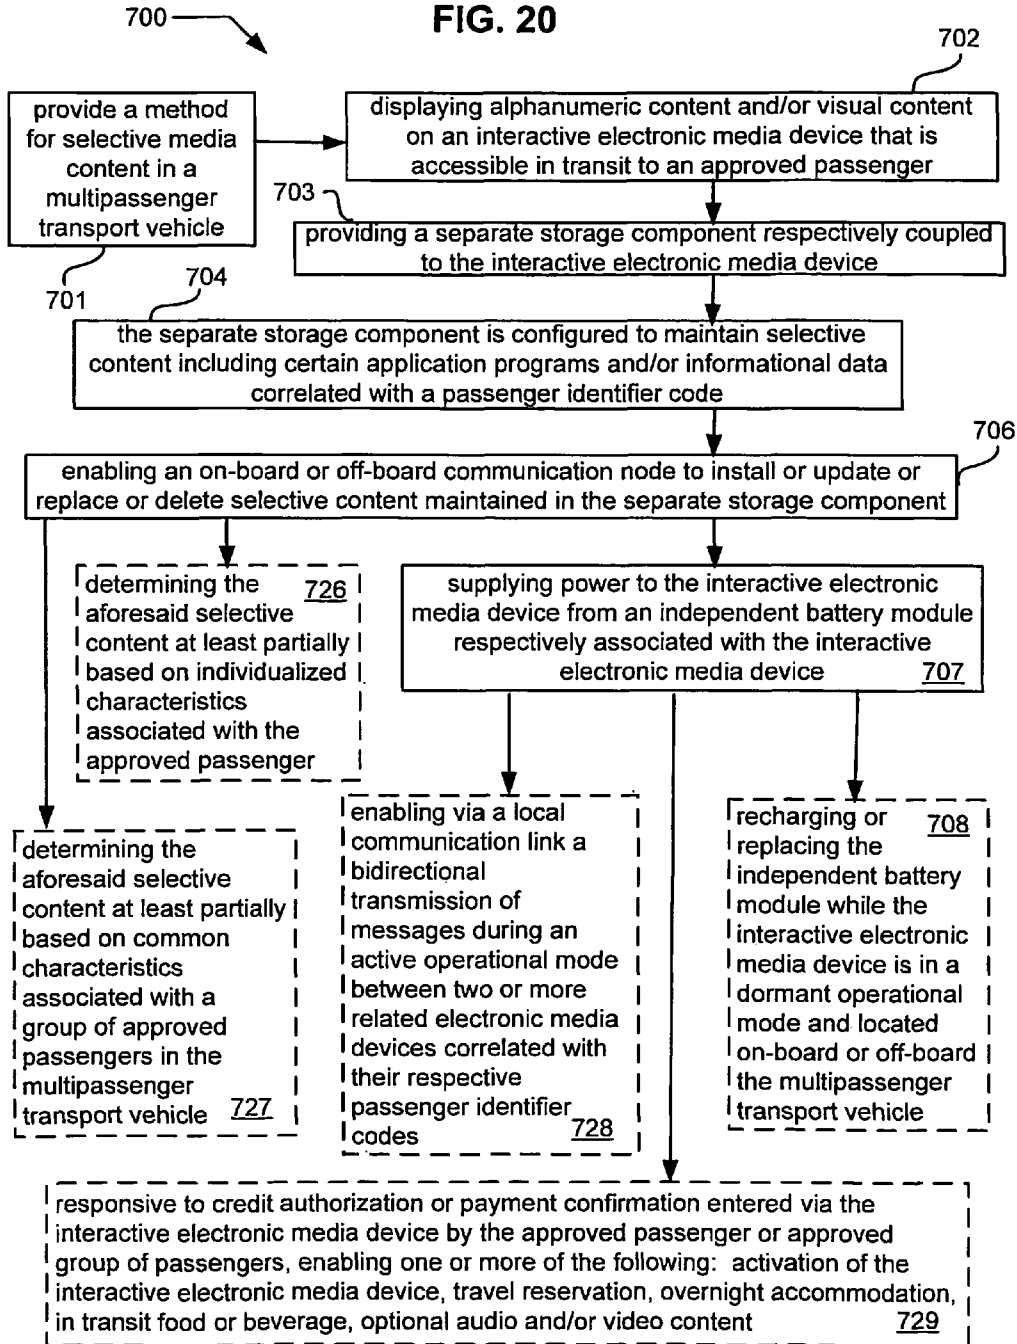 FIG. 20
700
702
provide a method
for selective media
content in a
multipassenger
transport vehicle
701
displaying alphanumeric content and/or visual content
on an interactive electronic media device that is
accessible in transit to an approved passenger
703
providing a separate storage component respectively coupled
to the interactive electronic media device
704
the separate storage component is configured to maintain selective
content including certain application programs and/or informational data
correlated with a passenger identifier code
706
enabling an on-board or off-board communication node to install or update or
replace or delete selective content maintained in the separate storage component
determining the 726
aforesaid selective
content at least partially
based on individualized
characteristics
associated with the
approved passenger
supplying power to the interactive electronic
media device from an independent battery module
respectively associated with the interactive
electronic media device 707
determining the
aforesaid selective
content at least partially
based on common
characteristics
associated with a
group of approved
passengers in the
multipassenger
transport vehicle 727
enabling via a local
communication link a
bidirectional
transmission of
messages during an
active operational mode
between two or more
related electronic media
devices correlated with
their respective
passenger identifier
codes 728
recharging or 708
replacing the
independent battery
module while the
interactive electronic
media device is in a
dormant operational
mode and located
on-board or off-board
the multipassenger
transport vehicle
responsive to credit authorization or payment confirmation entered via the
interactive electronic media device by the approved passenger or approved
group of passengers, enabling one or more of the following: activation of the
interactive electronic media device, travel reservation, overnight accommodation,
in transit food or beverage, optional audio and/or video content 729